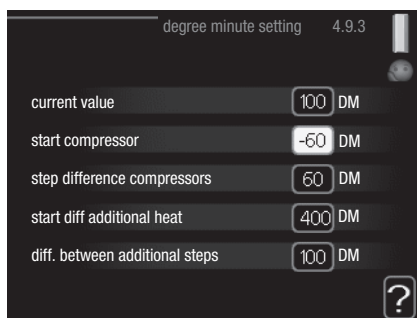 degree minute setting 4.9.3
current value 100 DM
start compressor -60 DM
step difference compressors 60 DM
start diff additional heat 400 DM
diff. between additional steps 100 DM
?